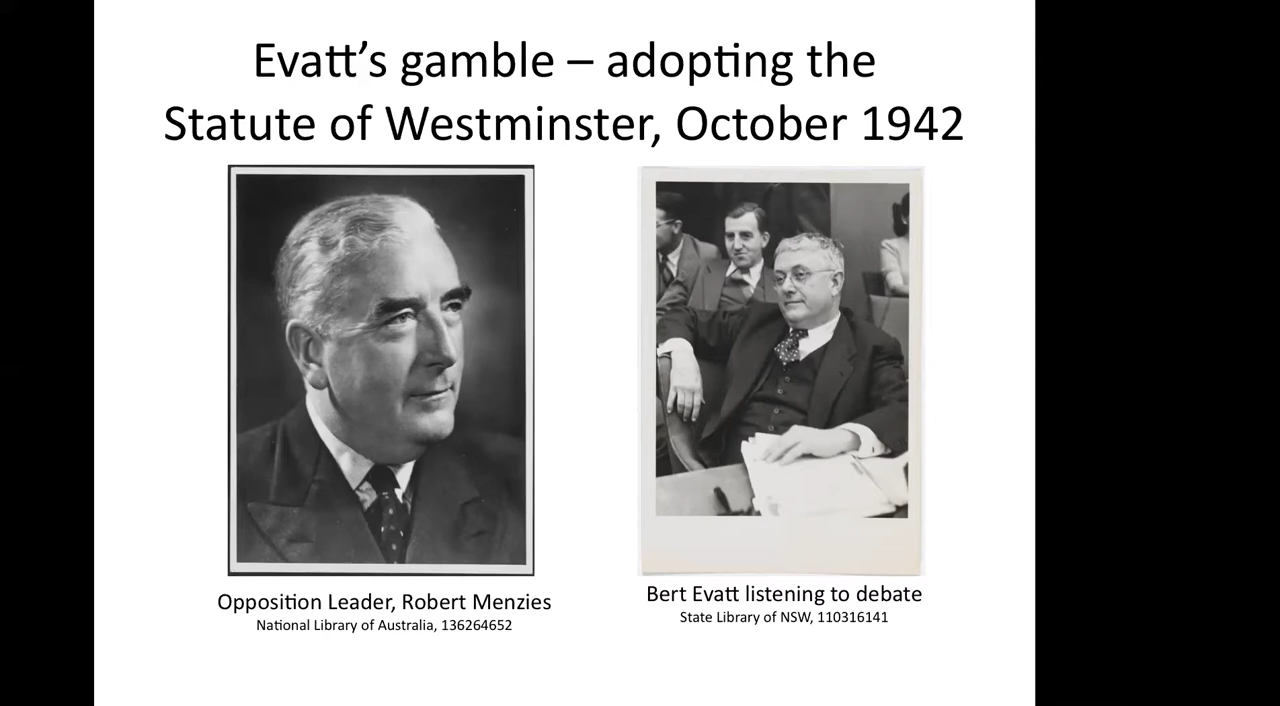 Evatt's gamble – adopting the
Statute of Westminster, October 1942
Opposition Leader, Robert Menzies
National Library of Australia, 136264652
Bert Evatt listening to debate
State Library of NSW, 110316141